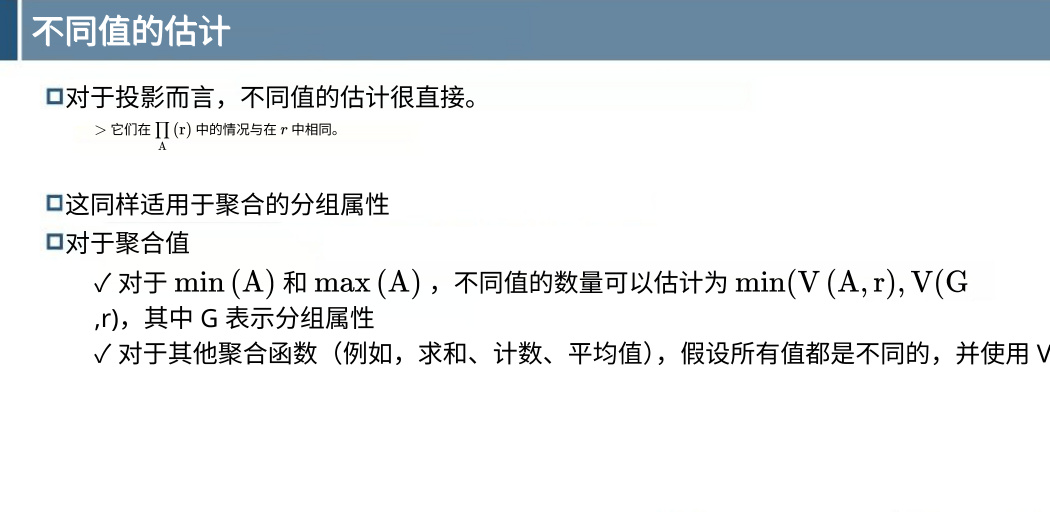 不同值的估计
对于投影而言，不同值的估计很直接。
> 它们在 ∏ (r) 中的情况与在 r 中相同。
A
这同样适用于聚合的分组属性
对于聚合值
✓ 对于 min (A) 和 max (A) ，不同值的数量可以估计为 min(V (A, r), V(G
,r)，其中 G 表示分组属性
✓ 对于其他聚合函数（例如，求和、计数、平均值），假设所有值都是不同的，并使用 V